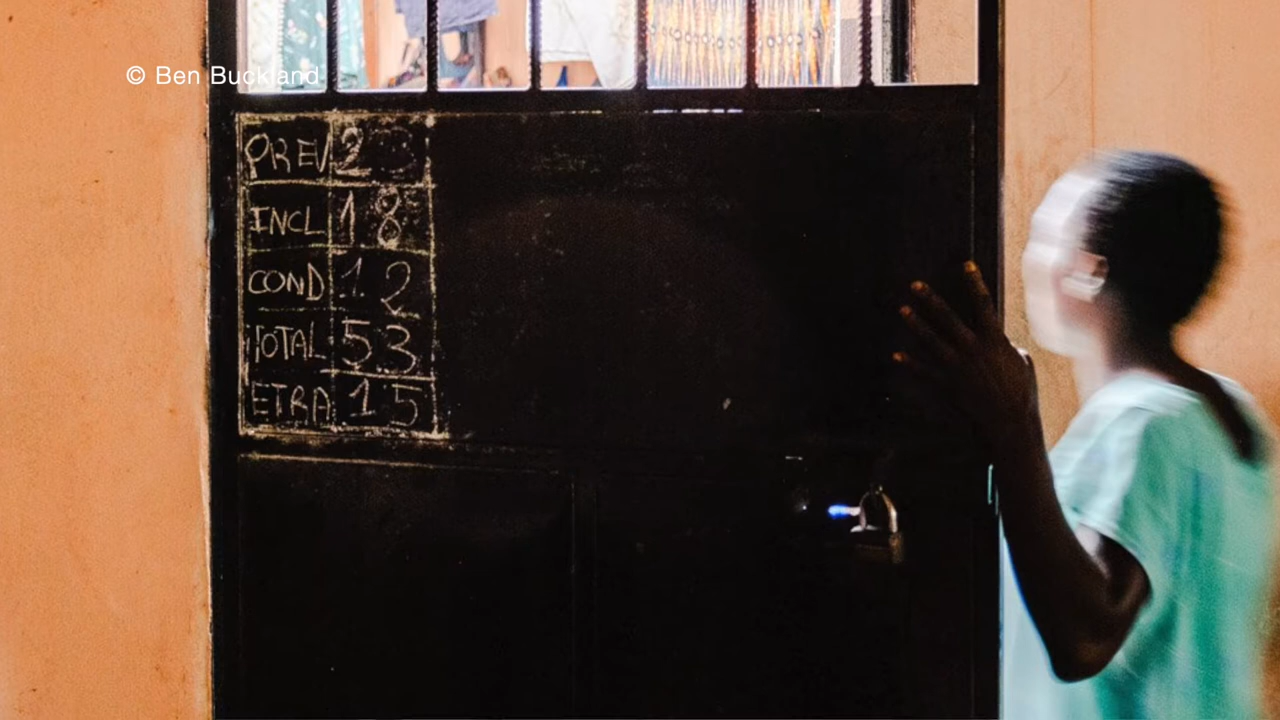 © Ben Buckland
PREV 23
INCL 18
COND 12
TOTAL 53
ETRA 15